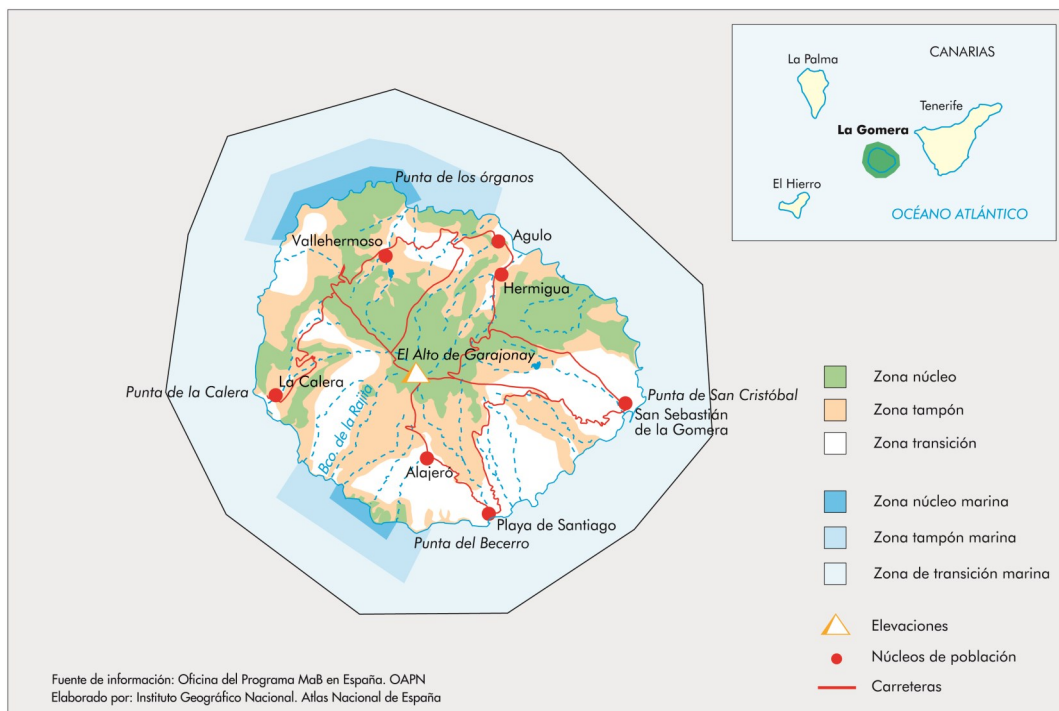 CANARIAS
La Palma
Tenerife
La Gomera
El Hierro
OCÉANO ATLÁNTICO
Punta de los órganos
Vallehermoso
Agulo
Hermigua
El Alto de Garajonay
La Calera
Punta de la Calera
Punta de San Cristóbal
San Sebastián
de la Gomera
Bco. de la Rajita
Alajeró
Playa de Santiago
Punta del Becerro
Zona núcleo
Zona tampón
Zona transición
Zona núcleo marina
Zona tampón marina
Zona de transición marina
Elevaciones
Núcleos de población
Carreteras
Fuente de información: Oficina del Programa MaB en España. OAPN
Elaborado por: Instituto Geográfico Nacional. Atlas Nacional de España